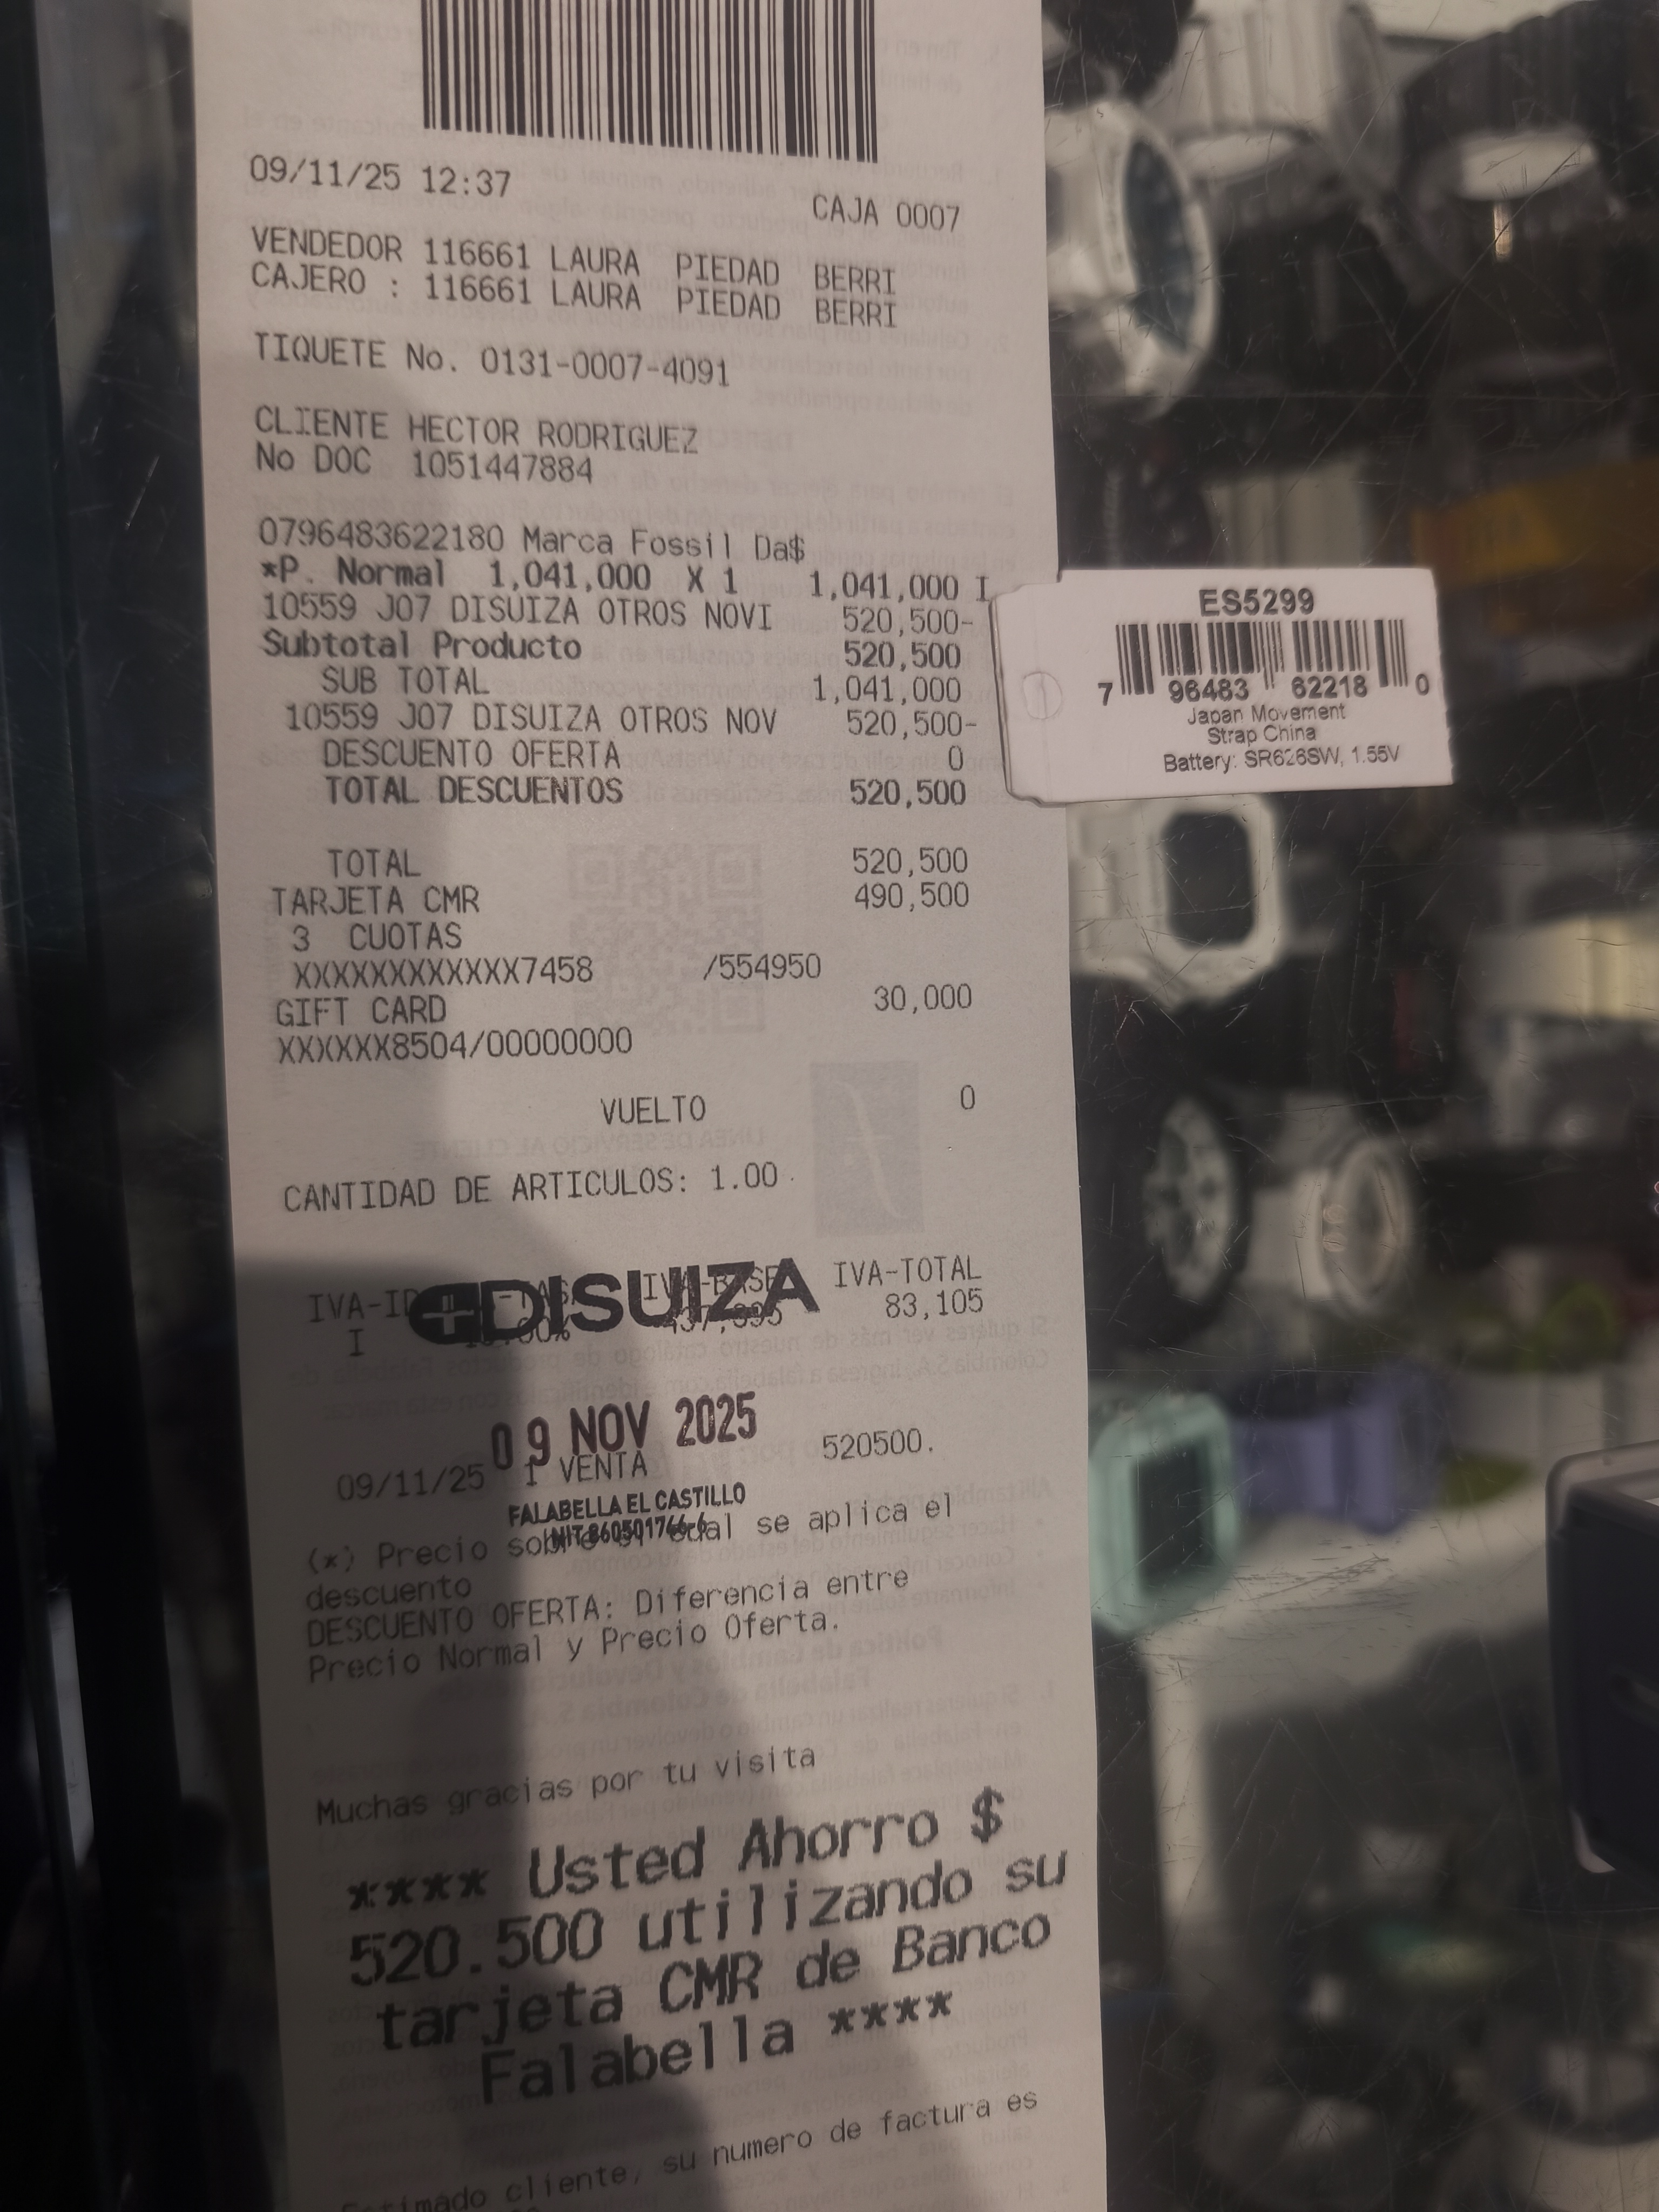 09/11/25 12:37
CAJA 0007
VENDEDOR 116661 LAURA PIEDAD BERRI
CAJERO : 116661 LAURA PIEDAD BERRI
TIQUETE No. 0131-0007-4091
CLIENTE HECTOR RODRIGUEZ
No DOC 1051447884
0796483622180 Marca Fossil Da$
*P. Normal 1,041,000 X 1 1,041,000 I
10559 J07 DISUIZA OTROS NOVI 520,500-
Subtotal Producto 520,500
SUB TOTAL 1,041,000
10559 J07 DISUIZA OTROS NOV 520,500-
DESCUENTO OFERTA 0
TOTAL DESCUENTOS 520,500
TOTAL 520,500
TARJETA CMR 490,500
3 CUOTAS
XXXXXXXXXXXX7458 /554950
GIFT CARD 30,000
XXXXXX8504/00000000
VUELTO 0
CANTIDAD DE ARTICULOS: 1.00
IVA-TOTAL
I 83,105
DISUIZA
09 NOV 2025
09/11/25 1 VENTA 520500.
FALABELLA EL CASTILLO
NIT 860501766-6
(*) Precio sobre el cual se aplica el
descuento
DESCUENTO OFERTA: Diferencia entre
Precio Normal y Precio Oferta.
Muchas gracias por tu visita
**** Usted Ahorro $
520.500 utilizando su
tarjeta CMR de Banco
Falabella ****
Estimado cliente, su numero de factura es
ES5299
7 96483 62218 0
Japan Movement
Strap China
Battery: SR626SW, 1.55V